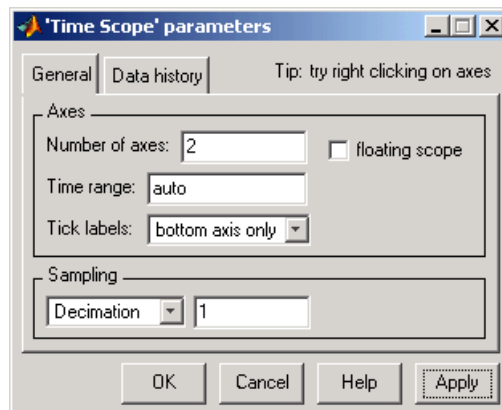 'Time Scope' parameters
General Data history Tip: try right clicking on axes
Axes
Number of axes: 2 floating scope
Time range: auto
Tick labels: bottom axis only
Sampling
Decimation 1
OK Cancel Help Apply